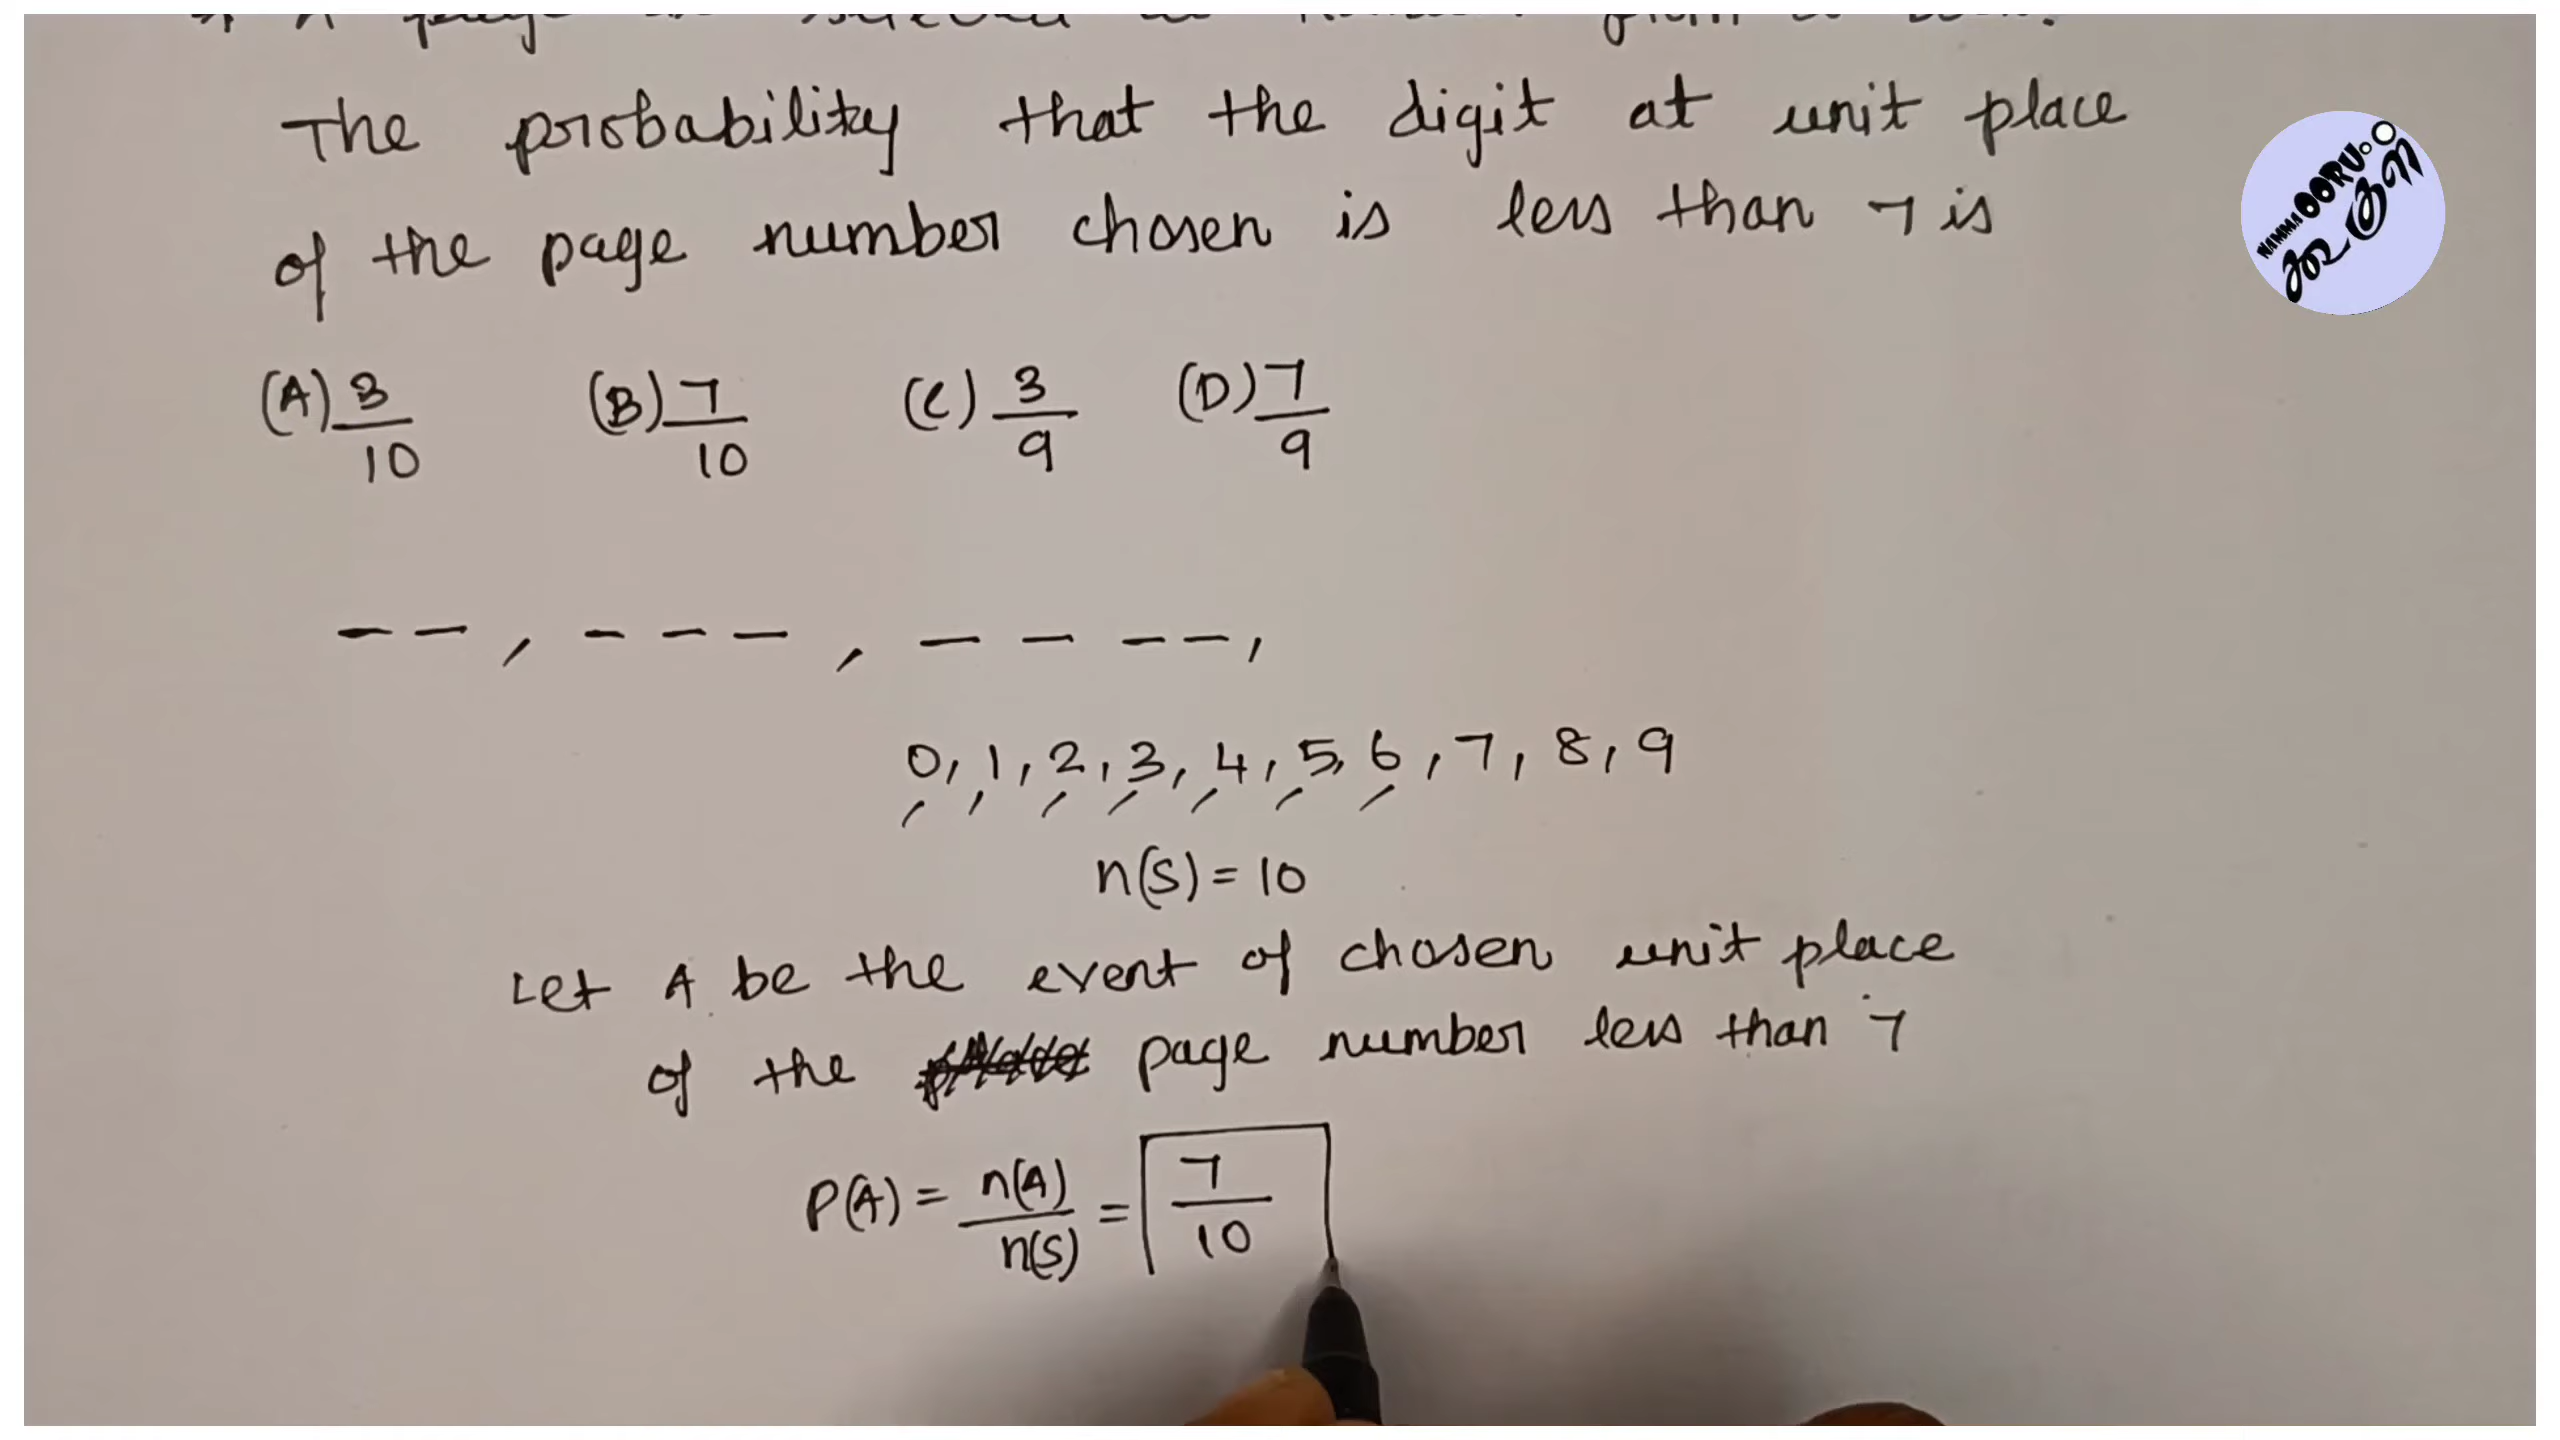 The probability that the digit at unit place
of the page number chosen is less than 7 is
(A) 3/10 (B) 7/10 (C) 3/9 (D) 7/9
NAMMA OORU
— —, — — —, — — — —,
0, 1, 2, 3, 4, 5, 6, 7, 8, 9
n(S) = 10
Let A be the event of chosen unit place
of the page number less than 7
P(A) = n(A)/n(S) = 7/10